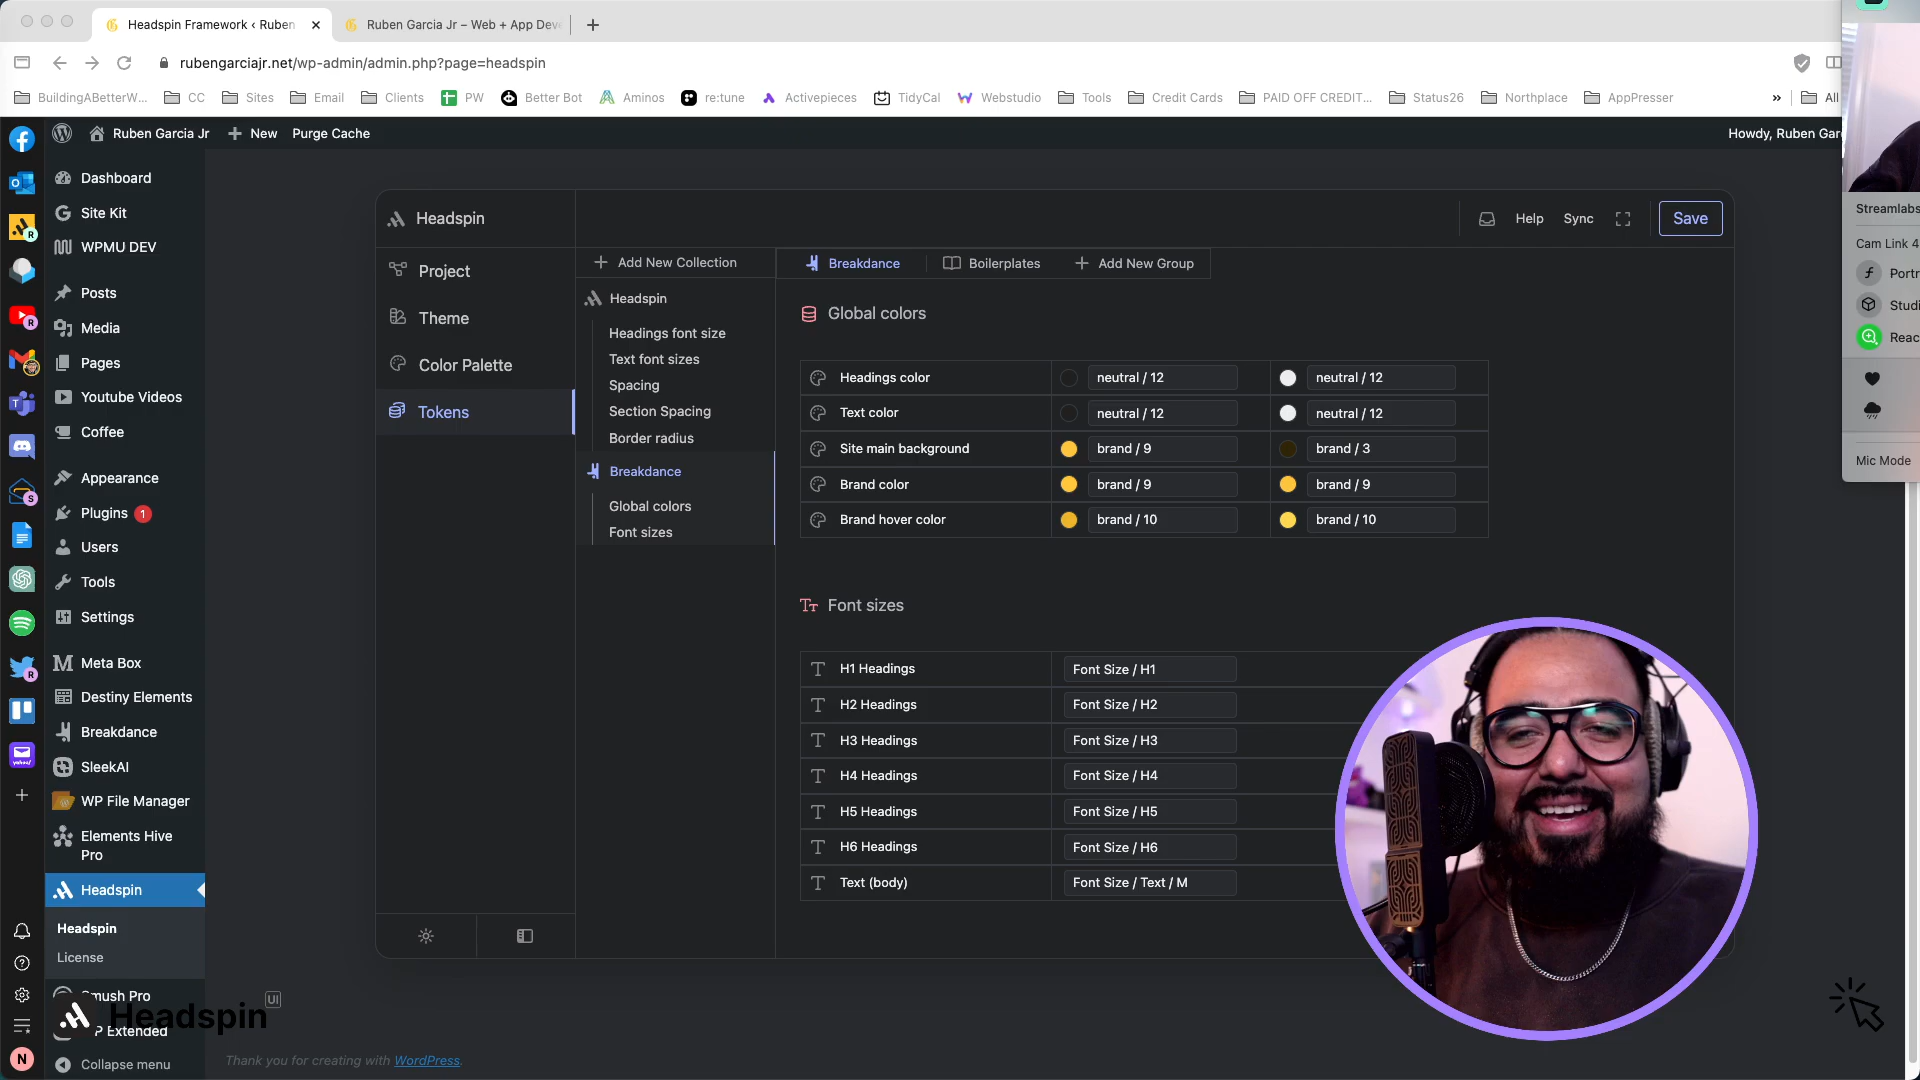 Headspin Framework ‹ Ruben
Ruben Garcia Jr – Web + App Deve
rubengarciajr.net/wp-admin/admin.php?page=headspin
BuildingABetterW...
CC
Sites
Email
Clients
PW
Better Bot
Aminos
re:tune
Activepieces
TidyCal
Webstudio
Tools
Credit Cards
PAID OFF CREDIT...
Status26
Northplace
AppPresser
»
All
Ruben Garcia Jr
New
Purge Cache
Howdy, Ruben Gar
Dashboard
Site Kit
WPMU DEV
Posts
Media
Pages
Youtube Videos
Coffee
Appearance
Plugins 1
Users
Tools
Settings
Meta Box
Destiny Elements
Breakdance
SleekAI
WP File Manager
Elements Hive
Pro
Headspin
Headspin
License
Smush Pro
P Extended
Collapse menu
Headspin
UI
N
Headspin
Help
Sync
Save
Project
Theme
Color Palette
Tokens
Add New Collection
Headspin
Headings font size
Text font sizes
Spacing
Section Spacing
Border radius
Breakdance
Global colors
Font sizes
Breakdance
Boilerplates
Add New Group
Global colors
Headings color neutral / 12 neutral / 12
Text color neutral / 12 neutral / 12
Site main background brand / 9 brand / 3
Brand color brand / 9 brand / 9
Brand hover color brand / 10 brand / 10
Font sizes
H1 Headings Font Size / H1
H2 Headings Font Size / H2
H3 Headings Font Size / H3
H4 Headings Font Size / H4
H5 Headings Font Size / H5
H6 Headings Font Size / H6
Text (body) Font Size / Text / M
Thank you for creating with WordPress.
Streamlabs
Cam Link 4
Portr
Studi
Reac
Mic Mode